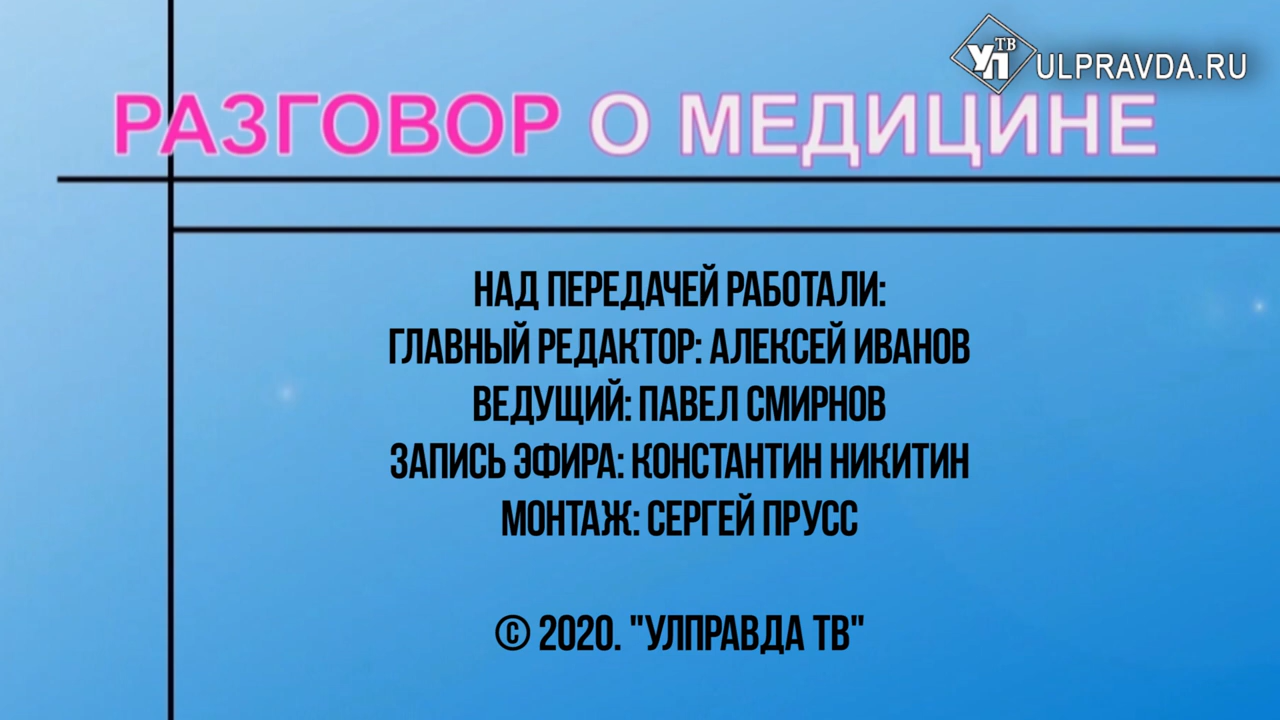 УП ТВ ULPRAVDA.RU
РАЗГОВОР О МЕДИЦИНЕ
НАД ПЕРЕДАЧЕЙ РАБОТАЛИ:
ГЛАВНЫЙ РЕДАКТОР: АЛЕКСЕЙ ИВАНОВ
ВЕДУЩИЙ: ПАВЕЛ СМИРНОВ
ЗАПИСЬ ЭФИРА: КОНСТАНТИН НИКИТИН
МОНТАЖ: СЕРГЕЙ ПРУСС
© 2020. "УЛПРАВДА ТВ"